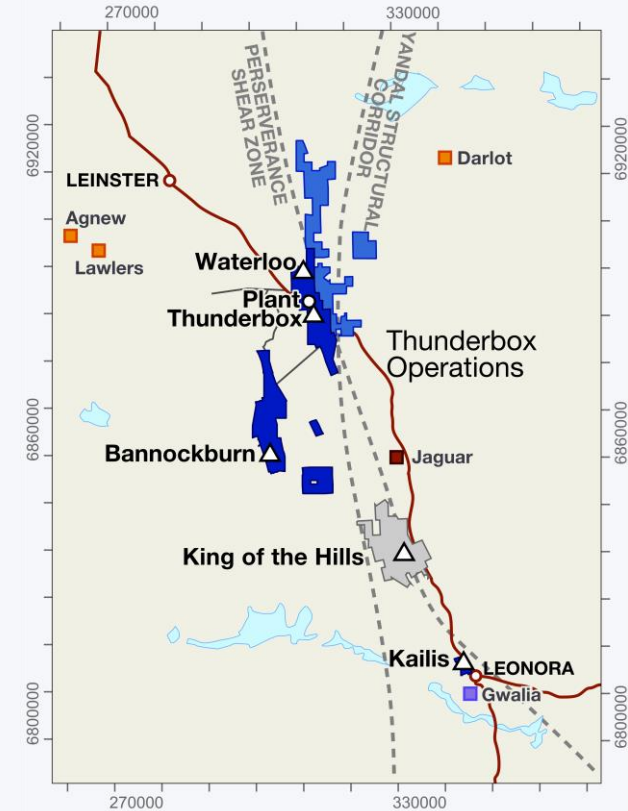 270000
330000
PERSERVERANCE
SHEAR ZONE
YANDAL STRUCTURAL
CORRIDOR
6920000
6920000
Darlot
LEINSTER
Agnew
Lawlers
Waterloo
Plant
Thunderbox
Thunderbox
Operations
6860000
6860000
Bannockburn
Jaguar
King of the Hills
Kailis
LEONORA
Gwalia
6800000
6800000
270000
330000